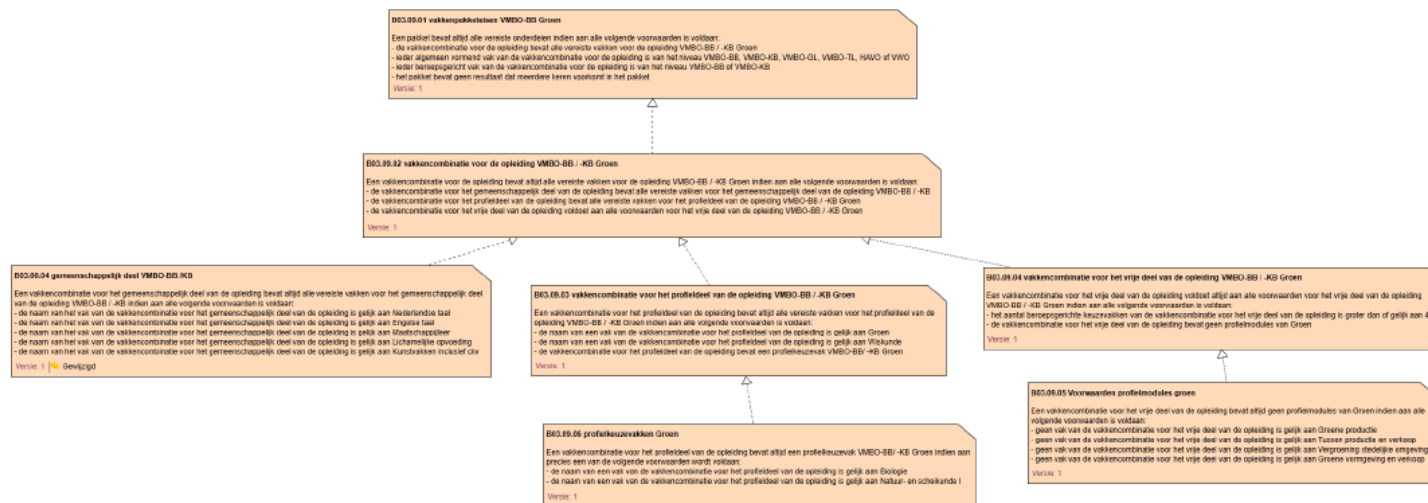 B03.09.01 vakkenpakketeisen VMBO-BB Groen
Een pakket bevat altijd alle vereiste onderdelen indien aan alle volgende voorwaarden is voldaan:
- de vakkencombinatie voor de opleiding bevat alle vereiste vakken voor de opleiding VMBO-BB / -KB Groen
- ieder algemeen vormend vak van de vakkencombinatie voor de opleiding is van het niveau VMBO-BB, VMBO-KB, VMBO-GL, VMBO-TL, HAVO of VWO
- ieder beroepsgericht vak van de vakkencombinatie voor de opleiding is van het niveau VMBO-BB of VMBO-KB
- het pakket bevat geen resultaat dat meerdere keren voorkomt in het pakket
Versie: 1
B03.09.02 vakkencombinatie voor de opleiding VMBO-BB / -KB Groen
Een vakkencombinatie voor de opleiding bevat altijd alle vereiste vakken voor de opleiding VMBO-BB / -KB Groen indien aan alle volgende voorwaarden is voldaan:
- de vakkencombinatie voor het gemeenschappelijk deel van de opleiding bevat alle vereiste vakken voor het gemeenschappelijk deel van de opleiding VMBO-BB / -KB
- de vakkencombinatie voor het profieldeel van de opleiding bevat alle vereiste vakken voor het profieldeel van de opleiding VMBO-BB / -KB Groen
- de vakkencombinatie voor het vrije deel van de opleiding voldoet aan alle voorwaarden voor het vrije deel van de opleiding VMBO-BB / -KB Groen
Versie: 1
B03.00.04 gemeenschappelijk deel VMBO-BB/KB
Een vakkencombinatie voor het gemeenschappelijk deel van de opleiding bevat altijd alle vereiste vakken voor het gemeenschappelijk deel
van de opleiding VMBO-BB / -KB indien aan alle volgende voorwaarden is voldaan:
- de naam van het vak van de vakkencombinatie voor het gemeenschappelijk deel van de opleiding is gelijk aan Nederlandse taal
- de naam van het vak van de vakkencombinatie voor het gemeenschappelijk deel van de opleiding is gelijk aan Engelse taal
- de naam van het vak van de vakkencombinatie voor het gemeenschappelijk deel van de opleiding is gelijk aan Maatschappijleer
- de naam van het vak van de vakkencombinatie voor het gemeenschappelijk deel van de opleiding is gelijk aan Lichamelijke opvoeding
- de naam van het vak van de vakkencombinatie voor het gemeenschappelijk deel van de opleiding is gelijk aan Kunstvakken inclusief ckv
Versie: 1 Gewijzigd
B03.09.03 vakkencombinatie voor het profieldeel van de opleiding VMBO-BB / -KB Groen
Een vakkencombinatie voor het profieldeel van de opleiding bevat altijd alle vereiste vakken voor het profieldeel van de
opleiding VMBO-BB / -KB Groen indien aan alle volgende voorwaarden is voldaan:
- de naam van een vak van de vakkencombinatie voor het profieldeel van de opleiding is gelijk aan Groen
- de naam van een vak van de vakkencombinatie voor het profieldeel van de opleiding is gelijk aan Wiskunde
- de vakkencombinatie voor het profieldeel van de opleiding bevat een profielkeuzevak VMBO-BB/ -KB Groen
Versie: 1
B03.09.04 vakkencombinatie voor het vrije deel van de opleiding VMBO-BB / -KB Groen
Een vakkencombinatie voor het vrije deel van de opleiding voldoet altijd aan alle voorwaarden voor het vrije deel van de opleiding
VMBO-BB / -KB Groen indien aan alle volgende voorwaarden is voldaan:
- het aantal beroepsgerichte keuzevakken van de vakkencombinatie voor het vrije deel van de opleiding is groter dan of gelijk aan 4
- de vakkencombinatie voor het vrije deel van de opleiding bevat geen profielmodules van Groen
Versie: 1
B03.09.05 Voorwaarden profielmodules groen
Een vakkencombinatie voor het vrije deel van de opleiding bevat altijd geen profielmodules van Groen indien aan alle
volgende voorwaarden is voldaan:
- geen vak van de vakkencombinatie voor het vrije deel van de opleiding is gelijk aan Groene productie
- geen vak van de vakkencombinatie voor het vrije deel van de opleiding is gelijk aan Tussen productie en verkoop
- geen vak van de vakkencombinatie voor het vrije deel van de opleiding is gelijk aan Vergroening stedelijke omgeving
- geen vak van de vakkencombinatie voor het vrije deel van de opleiding is gelijk aan Groene vormgeving en verkoop
Versie: 1
B03.09.06 profielkeuzevakken Groen
Een vakkencombinatie voor het profieldeel van de opleiding bevat altijd een profielkeuzevak VMBO-BB/ -KB Groen indien aan
precies een van de volgende voorwaarden wordt voldaan:
- de naam van een vak van de vakkencombinatie voor het profieldeel van de opleiding is gelijk aan Biologie
- de naam van een vak van de vakkencombinatie voor het profieldeel van de opleiding is gelijk aan Natuur- en scheikunde I
Versie: 1